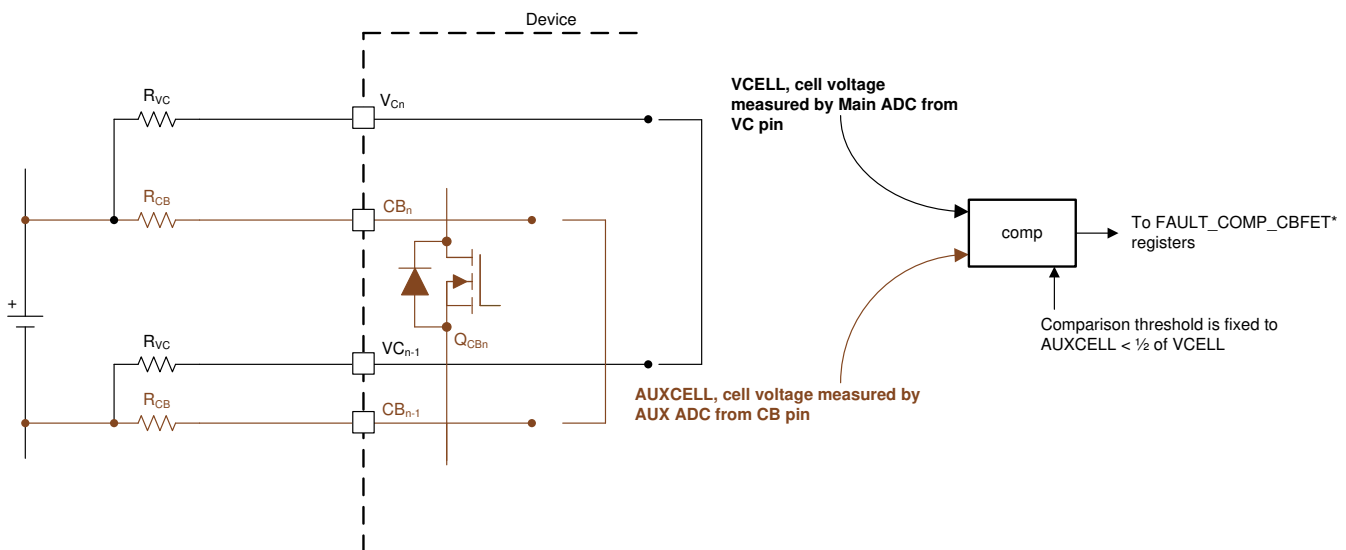 Device
RVC
VCn
RCB
CBn
+
QCBn
RVC
VCn-1
RCB
CBn-1
VCELL, cell voltage
measured by Main ADC from
VC pin
comp
To FAULT_COMP_CBFET*
registers
Comparison threshold is fixed to
AUXCELL < ½ of VCELL
AUXCELL, cell voltage measured by
AUX ADC from CB pin